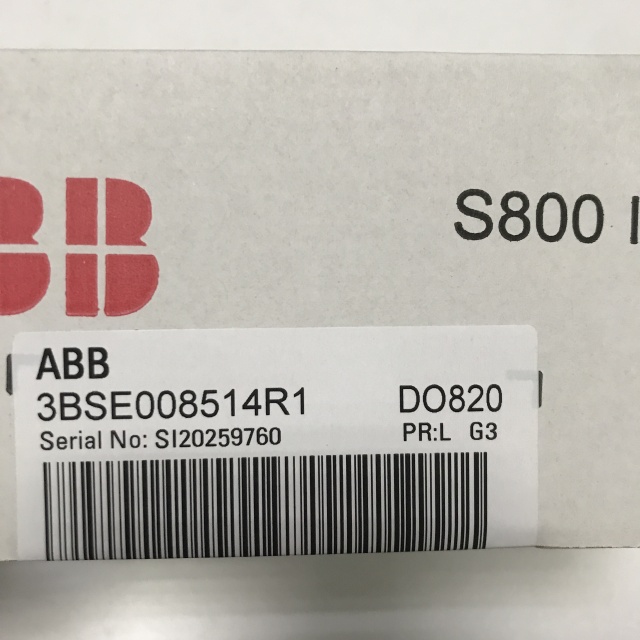 BB
S800 I
ABB
3BSE008514R1 DO820
Serial No: SI20259760 PR:L G3